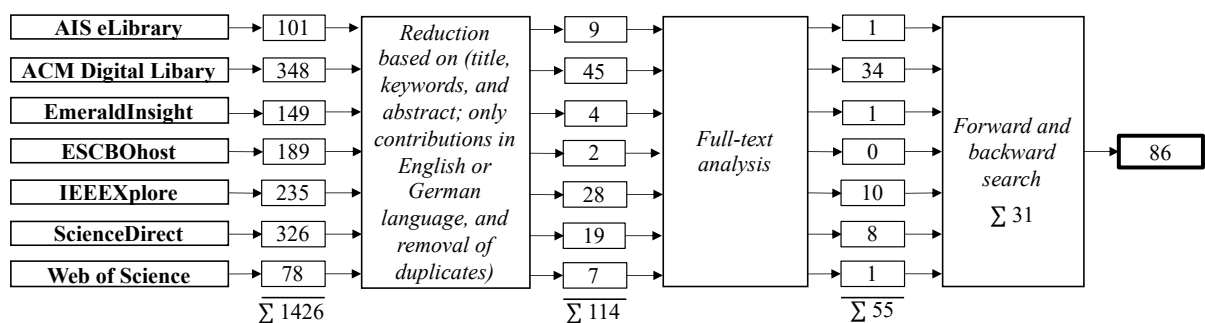 AIS eLibrary
101
9
1
ACM Digital Libary
348
45
34
EmeraldInsight
149
4
1
ESCBOhost
189
2
0
IEEEXplore
235
28
10
ScienceDirect
326
19
8
Web of Science
78
7
1
∑ 1426
∑ 114
∑ 55
Reduction
based on (title,
keywords, and
abstract; only
contributions in
English or
German
language, and
removal of
duplicates)
Full-text
analysis
Forward and
backward
search
∑ 31
86